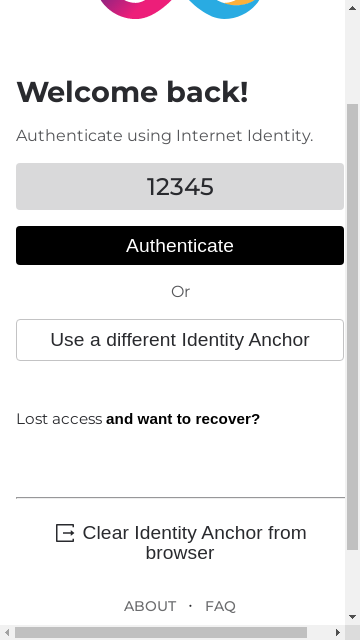 Welcome back!
Authenticate using Internet Identity.
12345
Authenticate
Or
Use a different Identity Anchor
Lost access and want to recover?
Clear Identity Anchor from
browser
ABOUT · FAQ